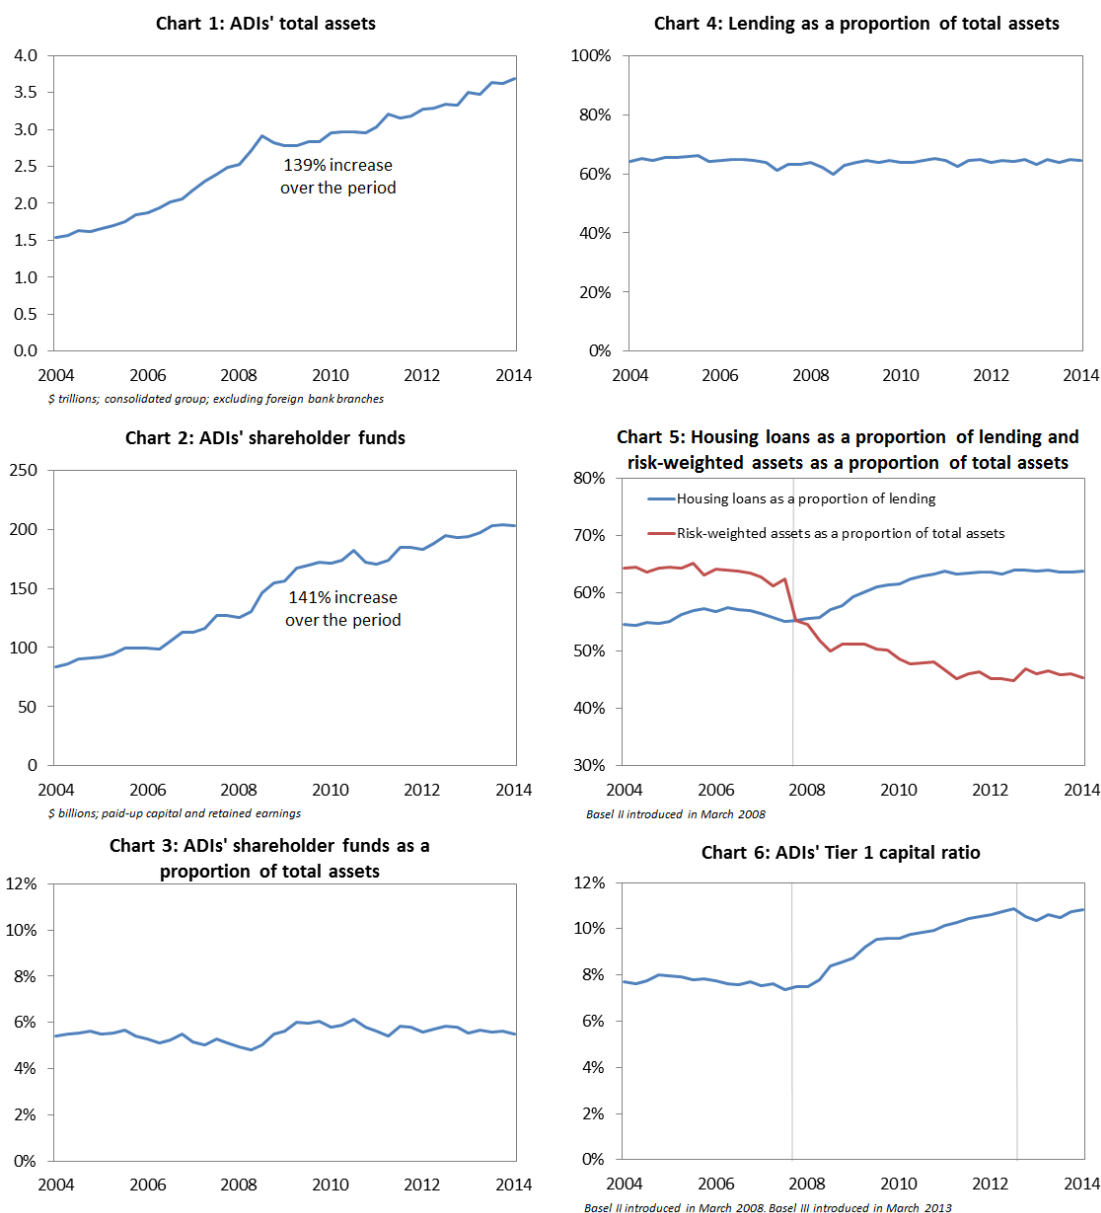 Chart 1: ADIs' total assets
4.0
3.5
3.0
2.5
2.0
1.5
1.0
0.5
0.0
139% increase
over the period
2004 2006 2008 2010 2012 2014
$ trillions; consolidated group; excluding foreign bank branches
Chart 2: ADIs' shareholder funds
250
200
150
100
50
0
141% increase
over the period
2004 2006 2008 2010 2012 2014
$ billions; paid-up capital and retained earnings
Chart 3: ADIs' shareholder funds as a
proportion of total assets
12%
10%
8%
6%
4%
2%
0%
2004 2006 2008 2010 2012 2014
Chart 4: Lending as a proportion of total assets
100%
80%
60%
40%
20%
0%
2004 2006 2008 2010 2012 2014
Chart 5: Housing loans as a proportion of lending and
risk-weighted assets as a proportion of total assets
80%
70%
60%
50%
40%
30%
Housing loans as a proportion of lending
Risk-weighted assets as a proportion of total assets
2004 2006 2008 2010 2012 2014
Basel II introduced in March 2008
Chart 6: ADIs' Tier 1 capital ratio
12%
10%
8%
6%
4%
2%
0%
2004 2006 2008 2010 2012 2014
Basel II introduced in March 2008. Basel III introduced in March 2013